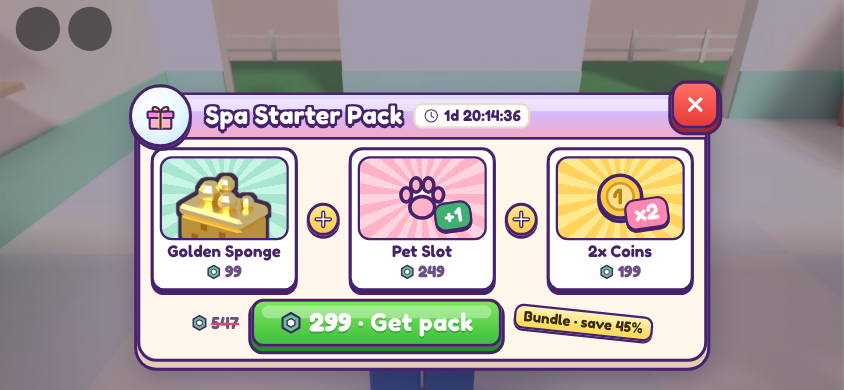 Spa Starter Pack
1d 20:14:36
+1
1
x2
Golden Sponge
99
Pet Slot
249
2x Coins
199
547
299 · Get pack
Bundle · save 45%